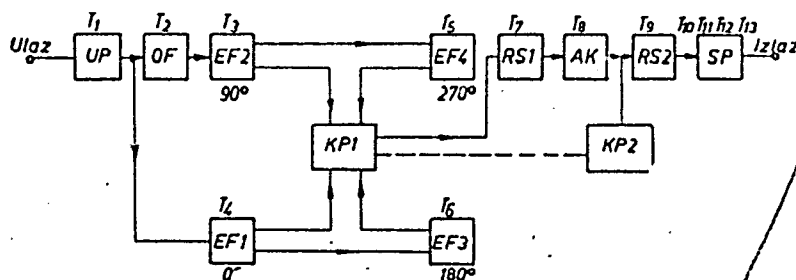 T1 T2 T3 T5 T7 T8 T9 T10 T11 T12 T13
Ulaz UP OF EF2 EF4 RS1 AK RS2 SP Izlaz
90° 270°
KP1 KP2
T4 T6
EF1 EF3
0° 180°